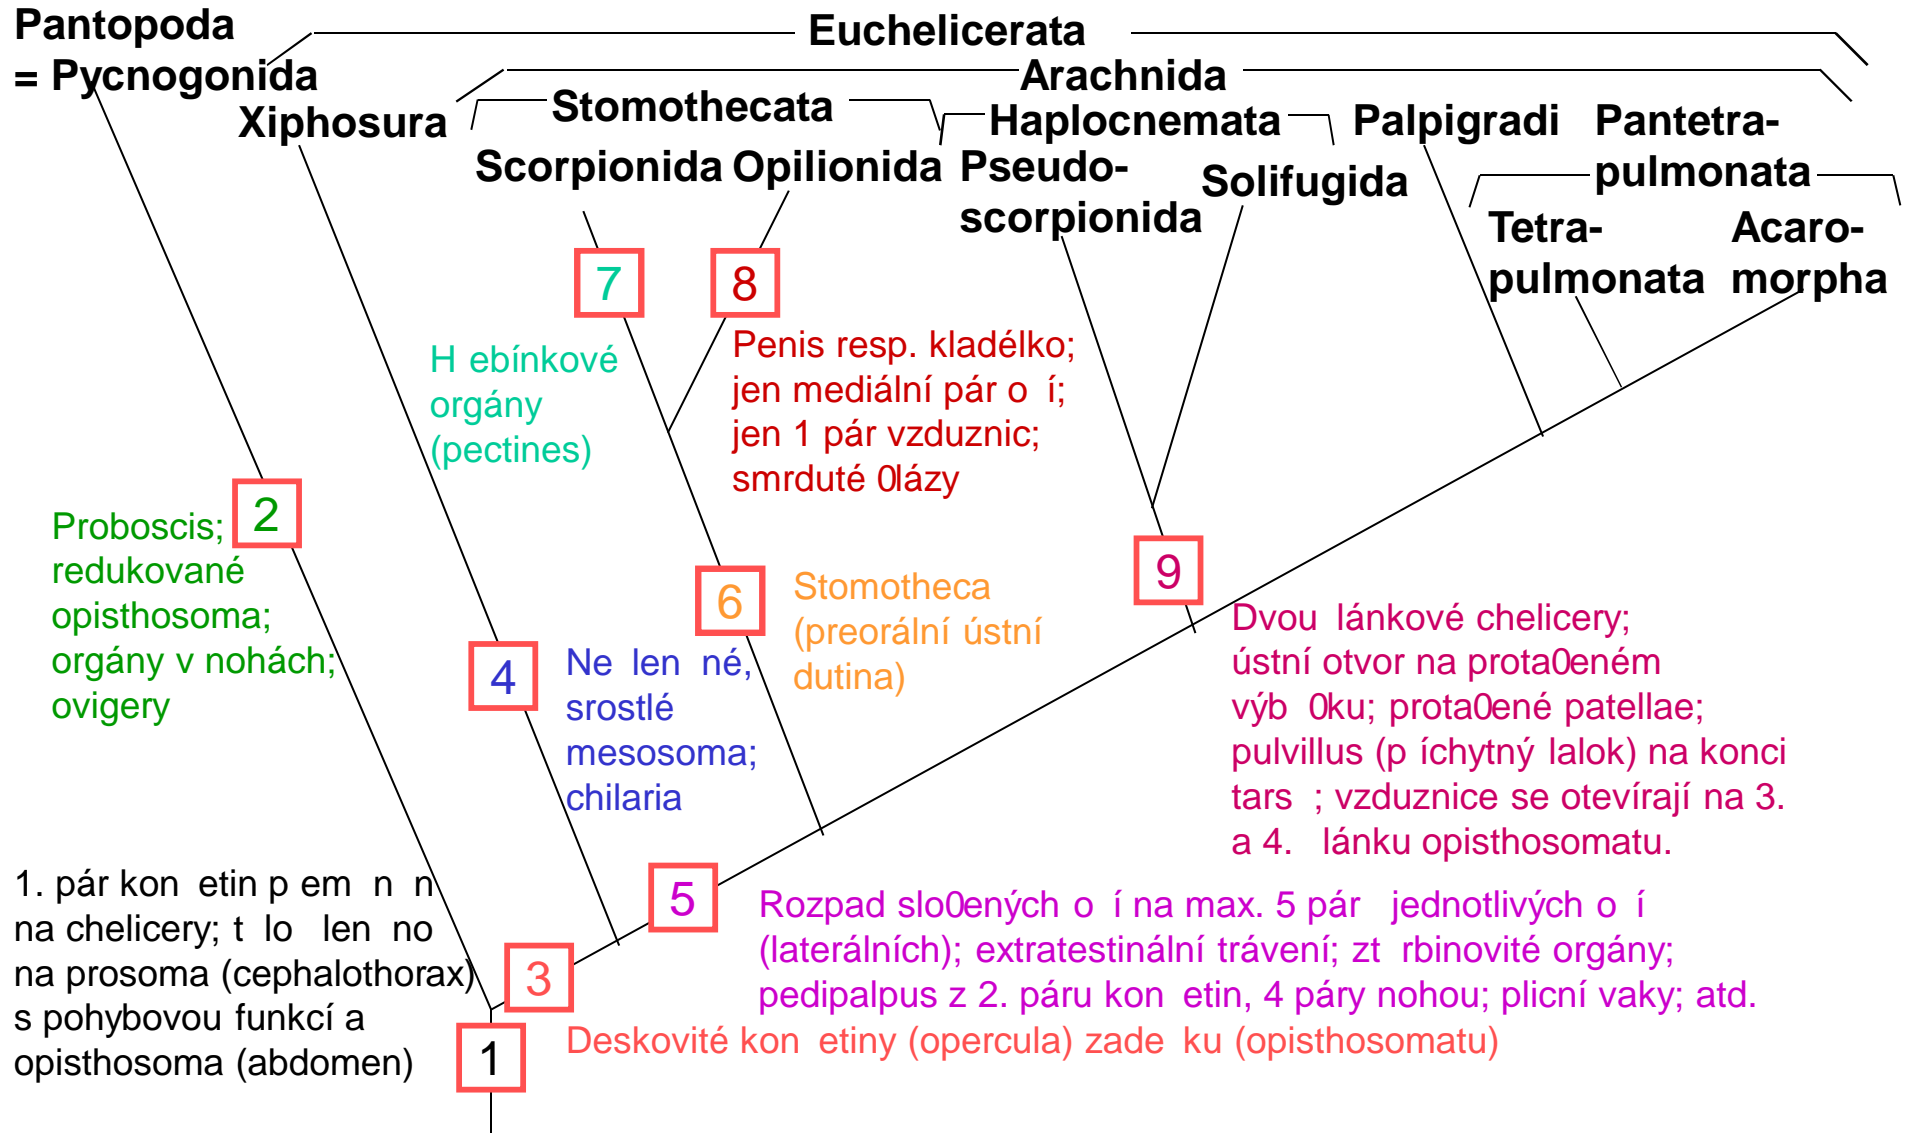 Pantopoda
= Pycnogonida
Euchelicerata
Arachnida
Xiphosura
Stomothecata
Haplocnemata
Palpigradi
Pantetra-
pulmonata
Scorpionida
Opilionida
Pseudo-
scorpionida
Solifugida
Tetra-
pulmonata
Acaro-
morpha
7
8
H ebínkové
orgány
(pectines)
Penis resp. kladélko;
jen mediální pár o í;
jen 1 pár vzduznic;
smrduté 0lázy
2
Proboscis;
redukované
opisthosoma;
orgány v nohách;
ovigery
6
Stomotheca
(preorální ústní
dutina)
9
Dvou lánkové chelicery;
ústní otvor na prota0eném
výb 0ku; prota0ené patellae;
pulvillus (p íchytný lalok) na konci
tars ; vzduznice se otevírají na 3.
a 4. lánku opisthosomatu.
4
Ne len né,
srostlé
mesosoma;
chilaria
5
Rozpad slo0ených o í na max. 5 pár jednotlivých o í
(laterálních); extratestinální trávení; zt rbinovité orgány;
pedipalpus z 2. páru kon etin, 4 páry nohou; plicní vaky; atd.
1. pár kon etin p em n n
na chelicery; t lo len no
na prosoma (cephalothorax)
s pohybovou funkcí a
opisthosoma (abdomen)
3
Deskovité kon etiny (opercula) zade ku (opisthosomatu)
1